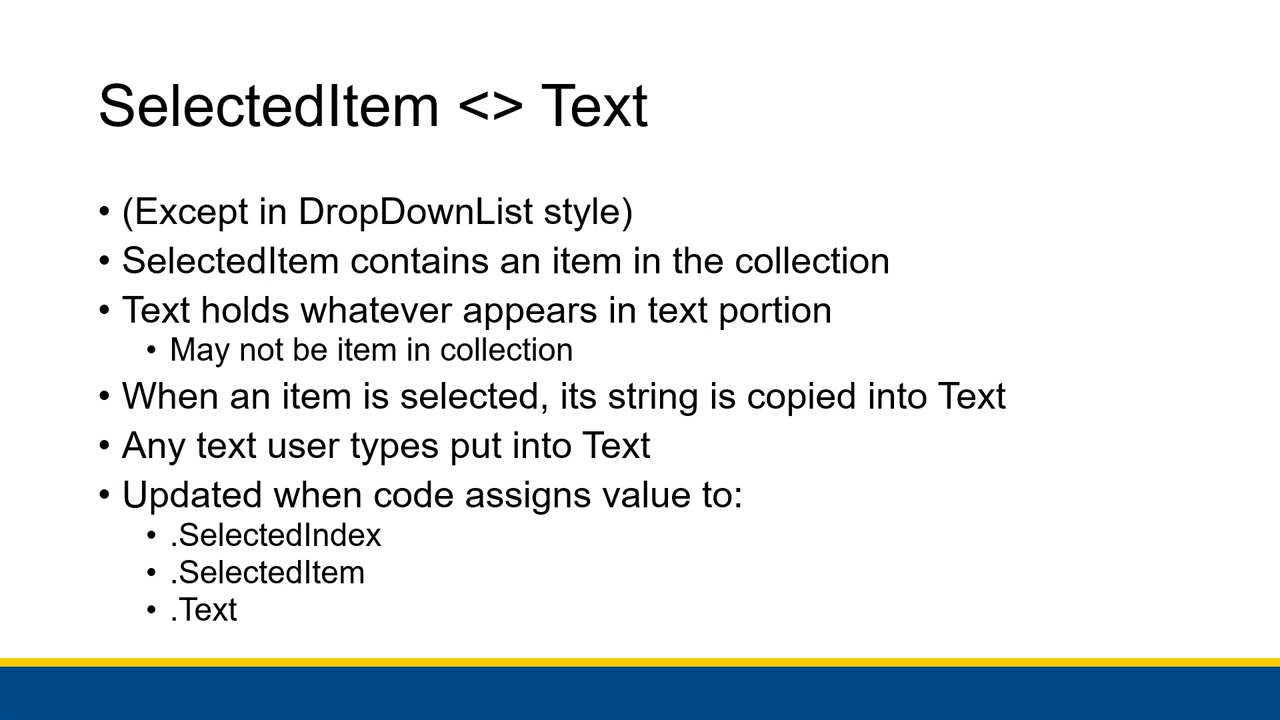 SelectedItem <> Text
• (Except in DropDownList style)
• SelectedItem contains an item in the collection
• Text holds whatever appears in text portion
• May not be item in collection
• When an item is selected, its string is copied into Text
• Any text user types put into Text
• Updated when code assigns value to:
• .SelectedIndex
• .SelectedItem
• .Text